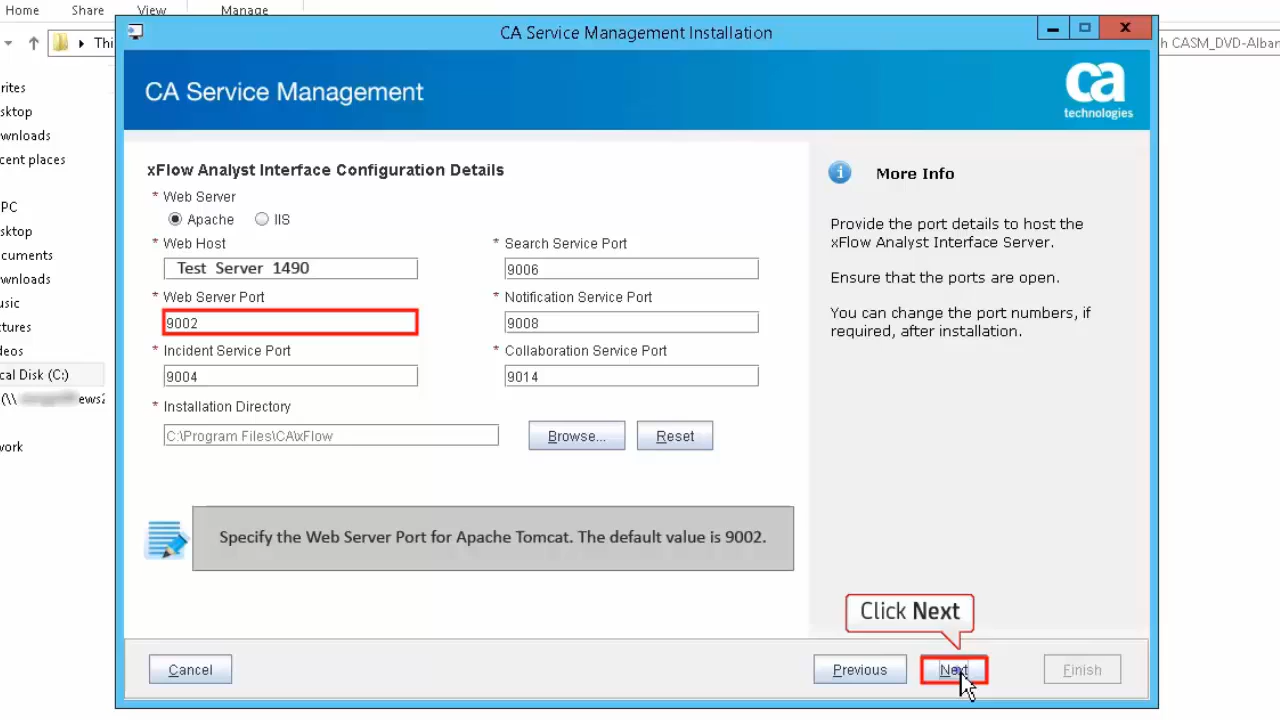 Home Share View Manage
CA Service Management Installation
Thi
h CASM_DVD-Alban
CA Service Management
ca
technologies
rites
sktop
wnloads
cent places
PC
sktop
cuments
wnloads
usic
tures
deos
cal Disk (C:)
(\\ ews2
work
xFlow Analyst Interface Configuration Details
* Web Server
Apache IIS
* Web Host
Test Server 1490
* Web Server Port
9002
* Incident Service Port
9004
* Search Service Port
9006
* Notification Service Port
9008
* Collaboration Service Port
9014
* Installation Directory
C:\Program Files\CA\xFlow
Browse... Reset
Specify the Web Server Port for Apache Tomcat. The default value is 9002.
i More Info
Provide the port details to host the
xFlow Analyst Interface Server.
Ensure that the ports are open.
You can change the port numbers, if
required, after installation.
Click Next
Cancel Previous Next Finish